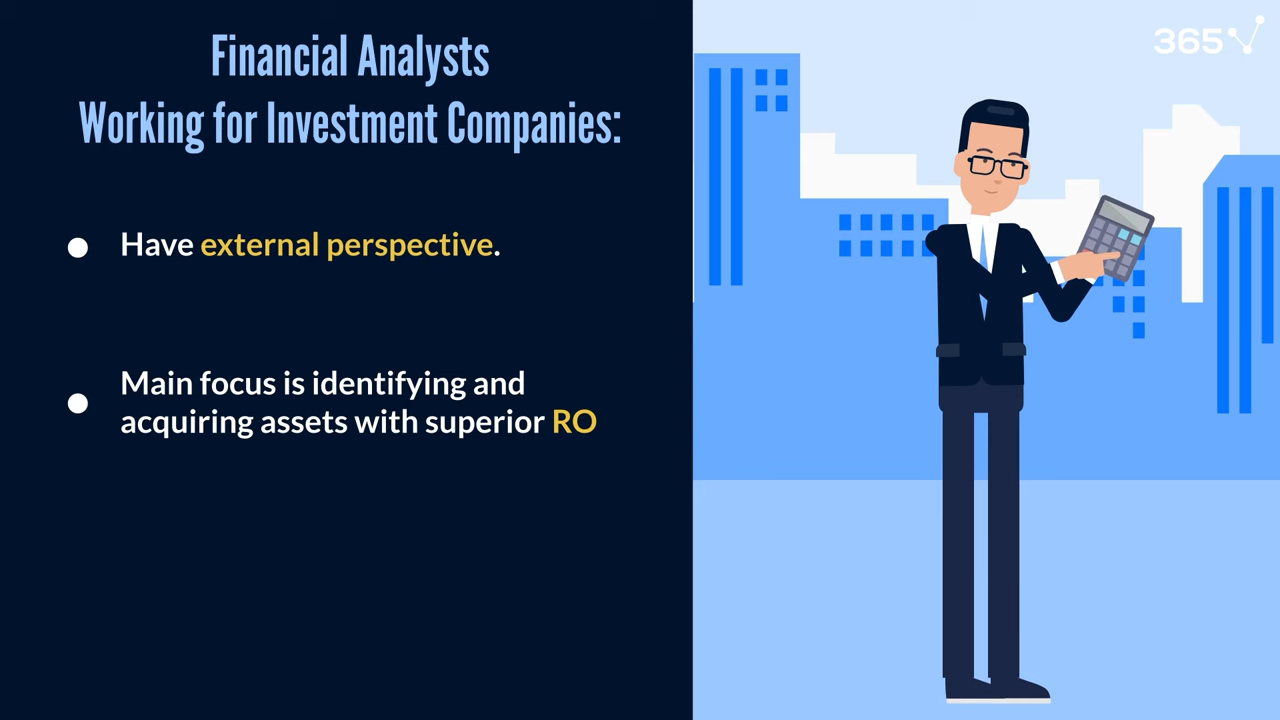 Financial Analysts
Working for Investment Companies:
Have external perspective.
Main focus is identifying and
acquiring assets with superior RO
365